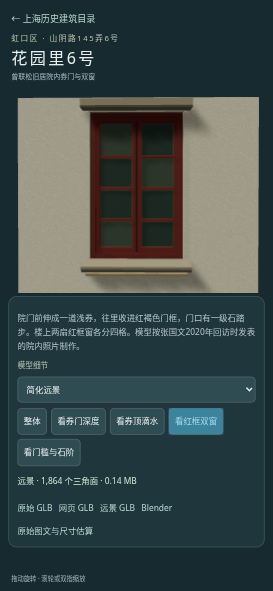 ← 上海历史建筑目录
虹口区 · 山阴路145弄6号
花园里6号
曾联松旧居院内券门与双窗
院门前伸成一道浅券，往里收进红褐色门框，门口有一级石踏
步。楼上两扇红框窗各分四格。模型按张国文2020年回访时发表
的院内照片制作。
模型细节
简化远景
整体
看券门深度
看券顶滴水
看红框双窗
看门槛与石阶
远景 · 1,864 个三角面 · 0.14 MB
原始 GLB 网页 GLB 远景 GLB Blender
原始图文与尺寸估算
拖动旋转 · 滚轮或双指缩放